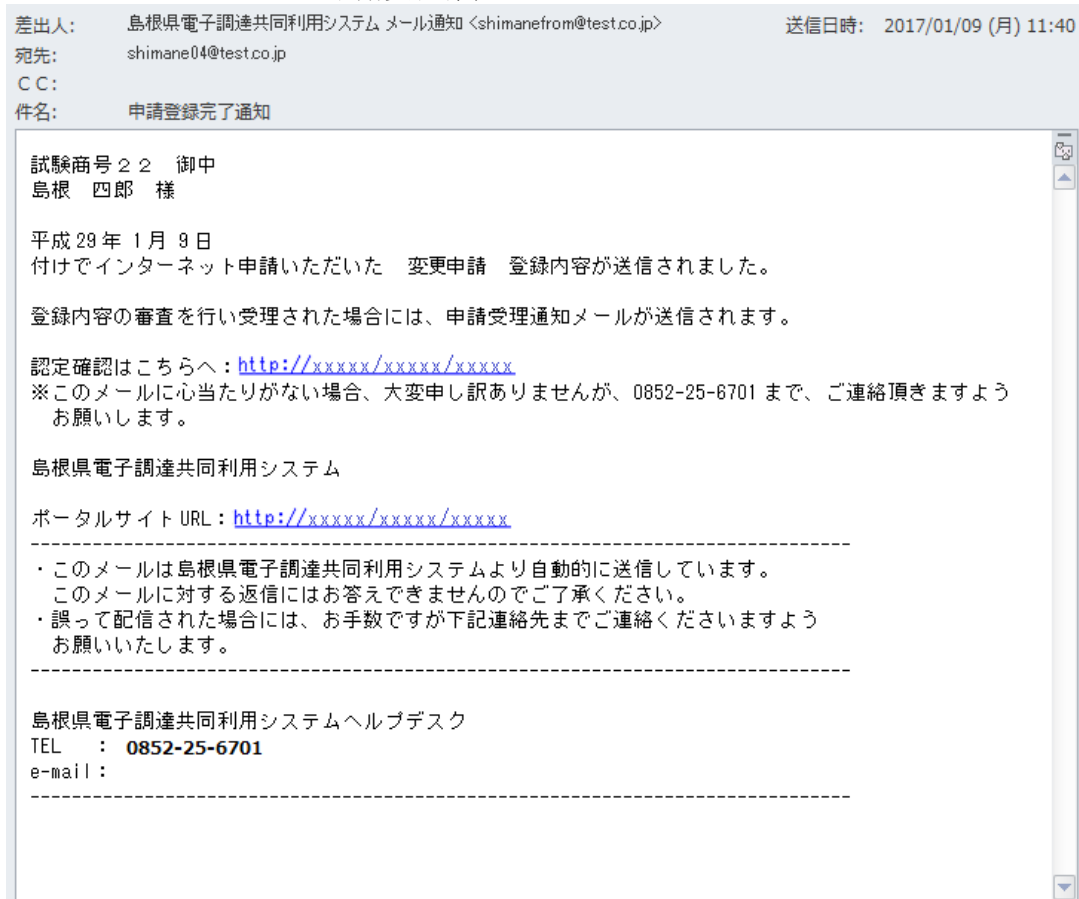 差出人: 島根県電子調達共同利用システム メール通知 <shimanefrom@test.co.jp> 送信日時: 2017/01/09 (月) 11:40
宛先: shimane04@test.co.jp
ＣＣ:
件名: 申請登録完了通知
試験商号２２　御中
島根　四郎　様
平成 29 年 1 月 9 日
付けでインターネット申請いただいた　変更申請　登録内容が送信されました。
登録内容の審査を行い受理された場合には、申請受理通知メールが送信されます。
認定確認はこちらへ：http://xxxxx/xxxxx/xxxxx
※このメールに心当たりがない場合、大変申し訳ありませんが、0852-25-6701 まで、ご連絡頂きますよう
　お願いします。
島根県電子調達共同利用システム
ポータルサイト URL：http://xxxxx/xxxxx/xxxxx
--------------------------------------------------------------------------------
・このメールは島根県電子調達共同利用システムより自動的に送信しています。
　このメールに対する返信にはお答えできませんのでご了承ください。
・誤って配信された場合には、お手数ですが下記連絡先までご連絡くださいますよう
　お願いいたします。
--------------------------------------------------------------------------------
島根県電子調達共同利用システムヘルプデスク
TEL　： 0852-25-6701
e-mail：
--------------------------------------------------------------------------------